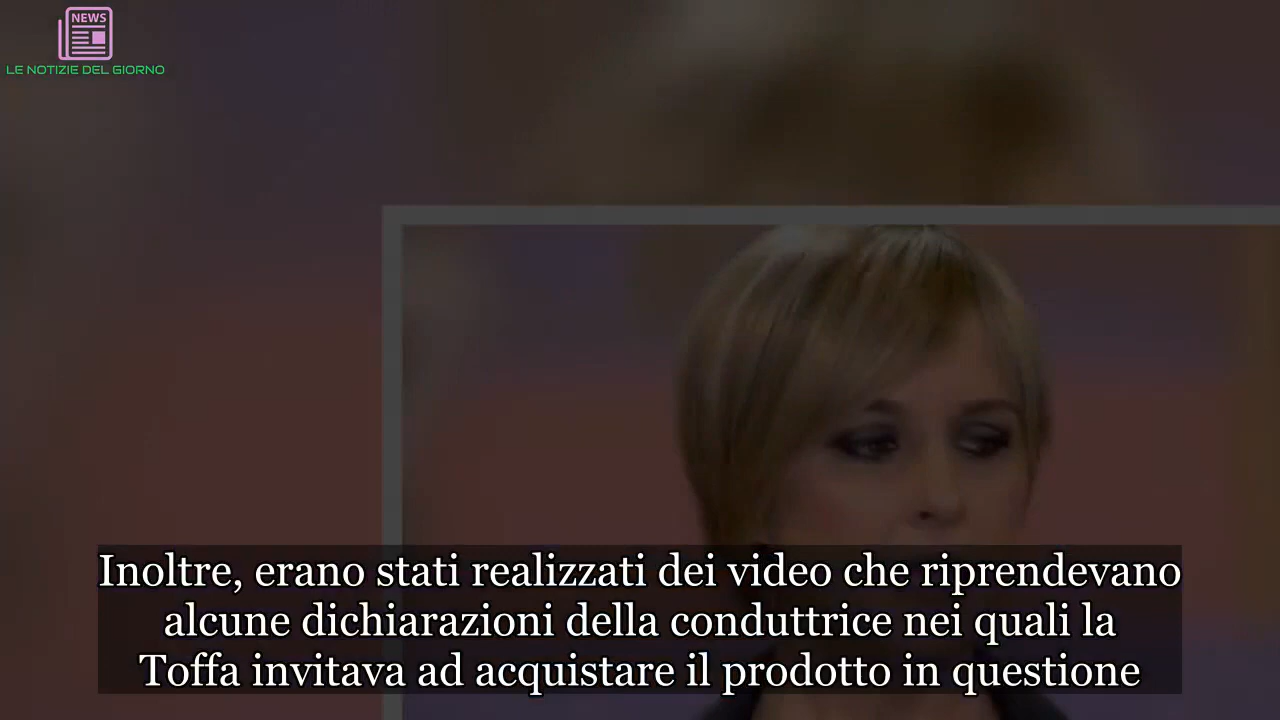 NEWS
LE NOTIZIE DEL GIORNO
Inoltre, erano stati realizzati dei video che riprendevano
alcune dichiarazioni della conduttrice nei quali la
Toffa invitava ad acquistare il prodotto in questione